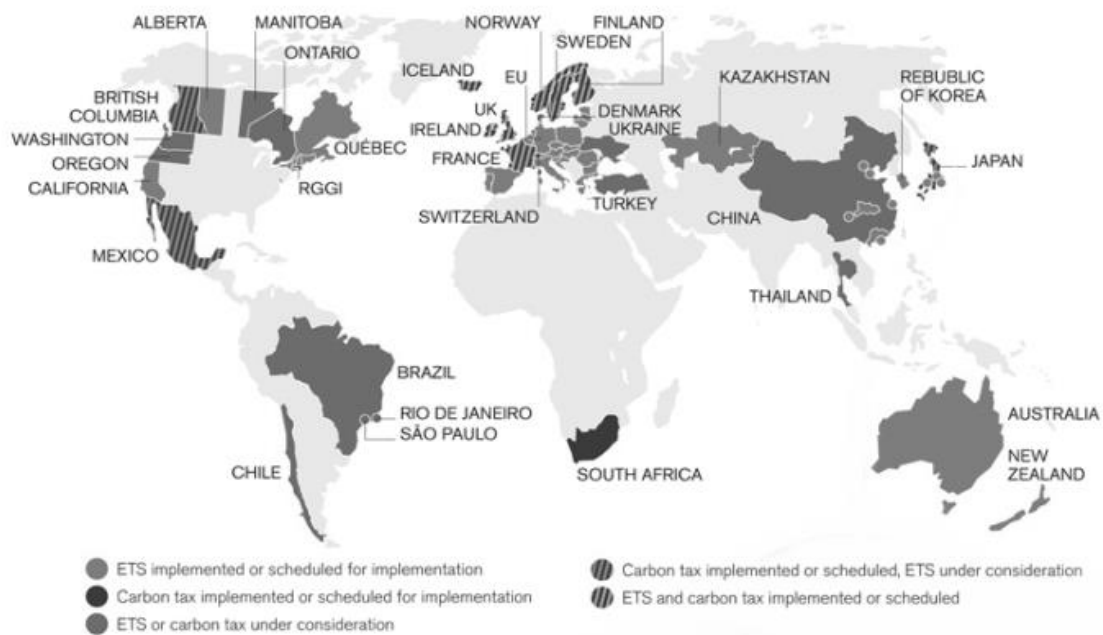 ALBERTA
MANITOBA
ONTARIO
BRITISH
COLUMBIA
WASHINGTON
OREGON
CALIFORNIA
QUÉBEC
RGGI
MEXICO
ICELAND
NORWAY
FINLAND
SWEDEN
EU
UK
IRELAND
FRANCE
DENMARK
UKRAINE
SWITZERLAND
TURKEY
KAZAKHSTAN
REBUBLIC
OF KOREA
JAPAN
CHINA
THAILAND
BRAZIL
RIO DE JANEIRO
SÃO PAULO
CHILE
SOUTH AFRICA
AUSTRALIA
NEW
ZEALAND
ETS implemented or scheduled for implementation
Carbon tax implemented or scheduled for implementation
ETS or carbon tax under consideration
Carbon tax implemented or scheduled, ETS under consideration
ETS and carbon tax implemented or scheduled